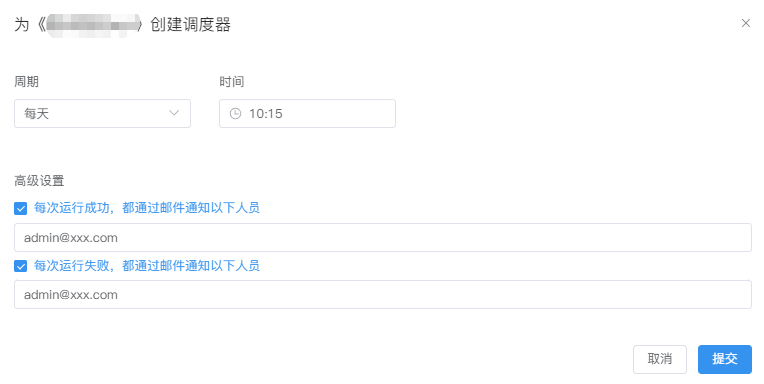 为《》创建调度器
周期
时间
每天
10:15
高级设置
每次运行成功，都通过邮件通知以下人员
admin@xxx.com
每次运行失败，都通过邮件通知以下人员
admin@xxx.com
取消
提交